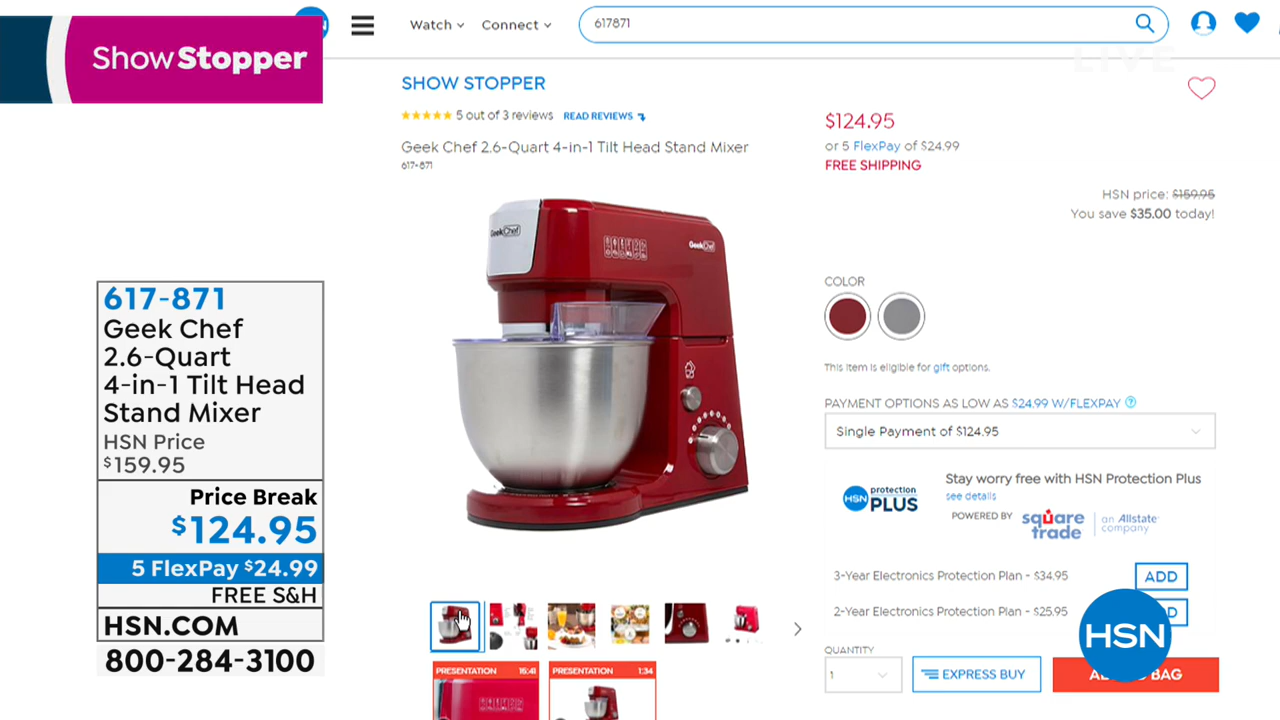 Show Stopper
Watch
Connect
617871
LIVE
SHOW STOPPER
5 out of 3 reviews
READ REVIEWS
Geek Chef 2.6-Quart 4-in-1 Tilt Head Stand Mixer
617-871
GeekChef
GeekChef
$124.95
or 5 FlexPay of $24.99
FREE SHIPPING
HSN price: $159.95
You save $35.00 today!
COLOR
This item is eligible for gift options.
PAYMENT OPTIONS AS LOW AS $24.99 W/FLEXPAY ?
Single Payment of $124.95
HSN protection PLUS
Stay worry free with HSN Protection Plus
see details
POWERED BY
square trade
an Allstate company
3-Year Electronics Protection Plan - $34.95
ADD
2-Year Electronics Protection Plan - $25.95
QUANTITY
1
EXPRESS BUY
BAG
HSN
PRESENTATION 15:41
PRESENTATION 1:34
617-871
Geek Chef
2.6-Quart
4-in-1 Tilt Head
Stand Mixer
HSN Price
$159.95
Price Break
$124.95
5 FlexPay $24.99
FREE S&H
HSN.COM
800-284-3100